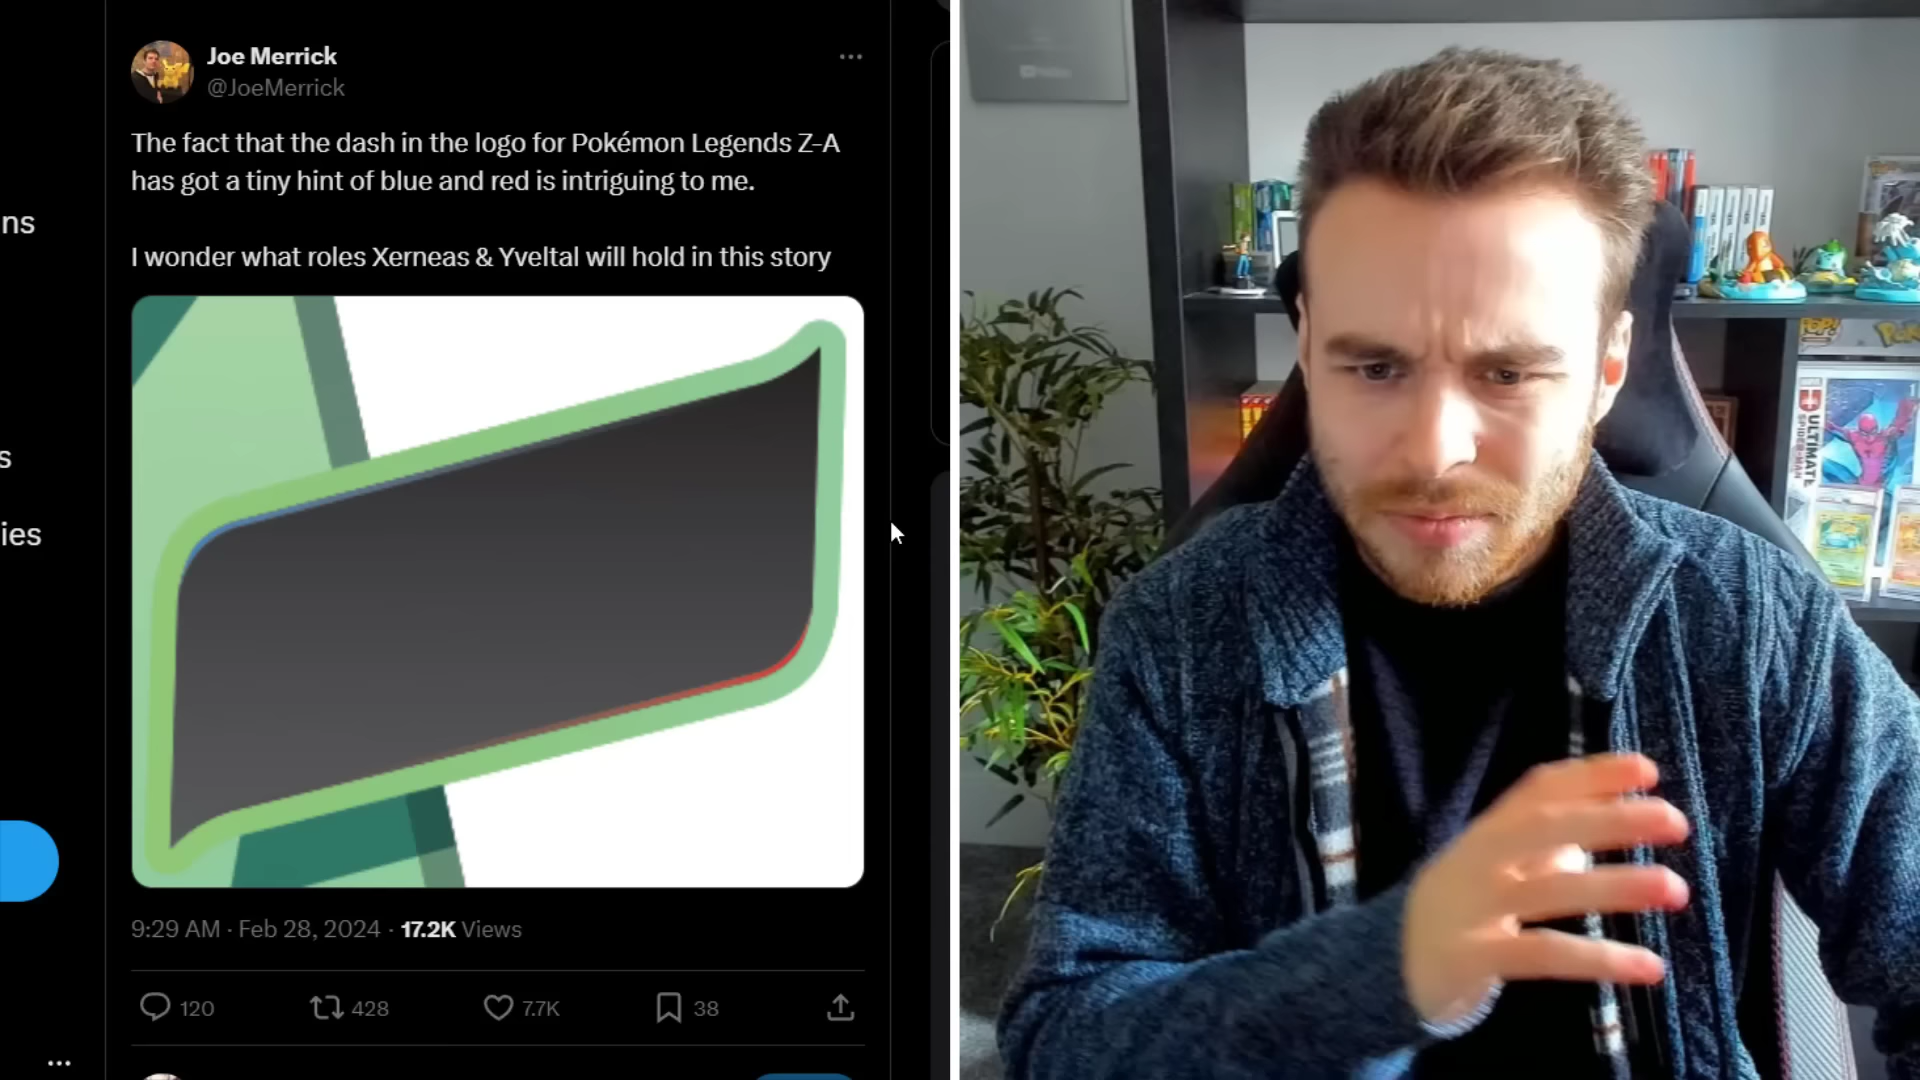 Joe Merrick
@JoeMerrick
The fact that the dash in the logo for Pokémon Legends Z-A
has got a tiny hint of blue and red is intriguing to me.
I wonder what roles Xerneas & Yveltal will hold in this story
9:29 AM · Feb 28, 2024 · 17.2K Views
120
428
7.7K
38
ns
s
ies
YouTube
POP!
ULTIMATE
SPIDER-MAN